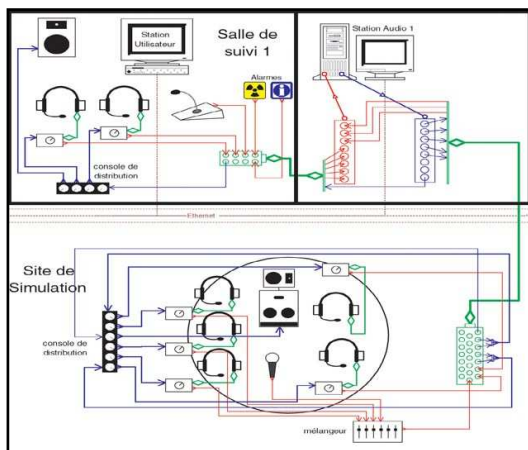 Station
Utilisateur
Salle de
suivi 1
Alarmes
console de
distribution
Station Audio 1
Ethernet
Site de
Simulation
console de
distribution
mélangeur